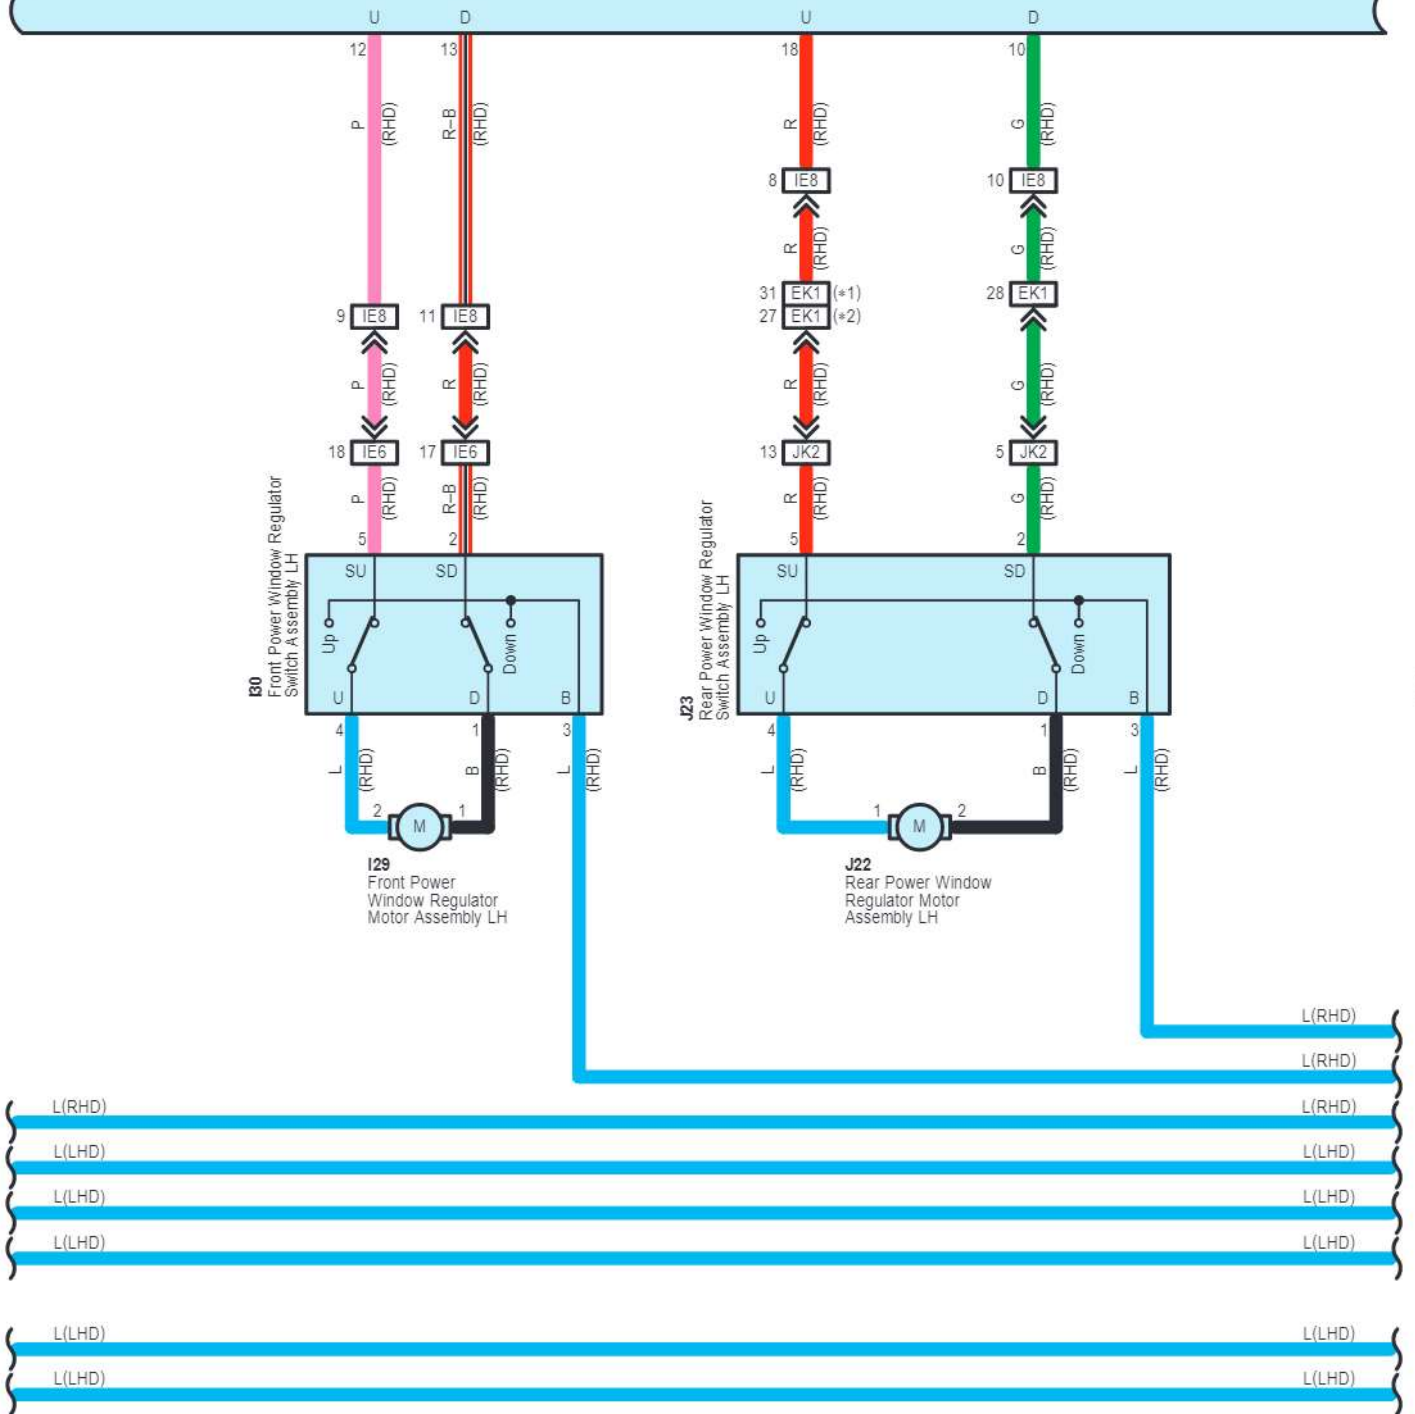 U D U D
12 13 18 10
P (RHD) R–B (RHD) R (RHD) G (RHD)
8 IE8 10 IE8
R (RHD) G (RHD)
31 EK1 (*1) 28 EK1
9 IE8 11 IE8 27 EK1 (*2)
P (RHD) R (RHD) R (RHD) G (RHD)
18 IE6 17 IE6 13 JK2 5 JK2
P (RHD) R–B (RHD) R (RHD) G (RHD)
5 2 5 2
I30
Front Power Window Regulator
Switch Assembly LH
SU SD
Up Down
U D B
J23
Rear Power Window Regulator
Switch Assembly LH
SU SD
Up Down
U D B
4 1 3 4 1 3
L (RHD) B (RHD) L (RHD) L (RHD) B (RHD) L (RHD)
2 M 1 1 M 2
I29
Front Power
Window Regulator
Motor Assembly LH
J22
Rear Power Window
Regulator Motor
Assembly LH
L(RHD)
L(RHD)
L(RHD) L(RHD)
L(LHD) L(LHD)
L(LHD) L(LHD)
L(LHD) L(LHD)
L(LHD) L(LHD)
L(LHD) L(LHD)